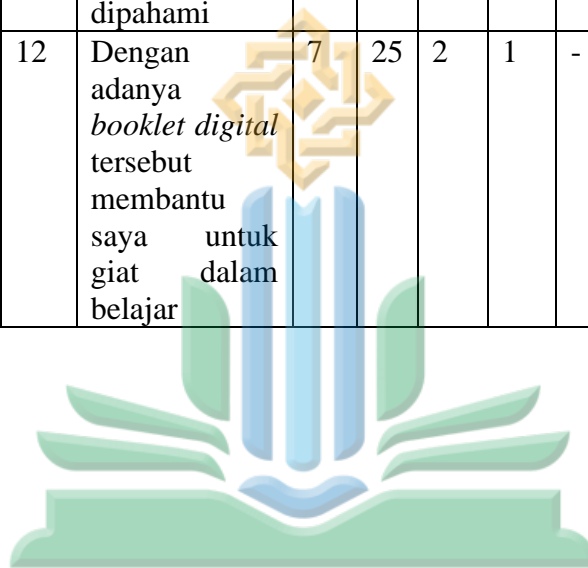 dipahami
12 Dengan 7 25 2 1 -
adanya
booklet digital
tersebut
membantu
saya untuk
giat dalam
belajar